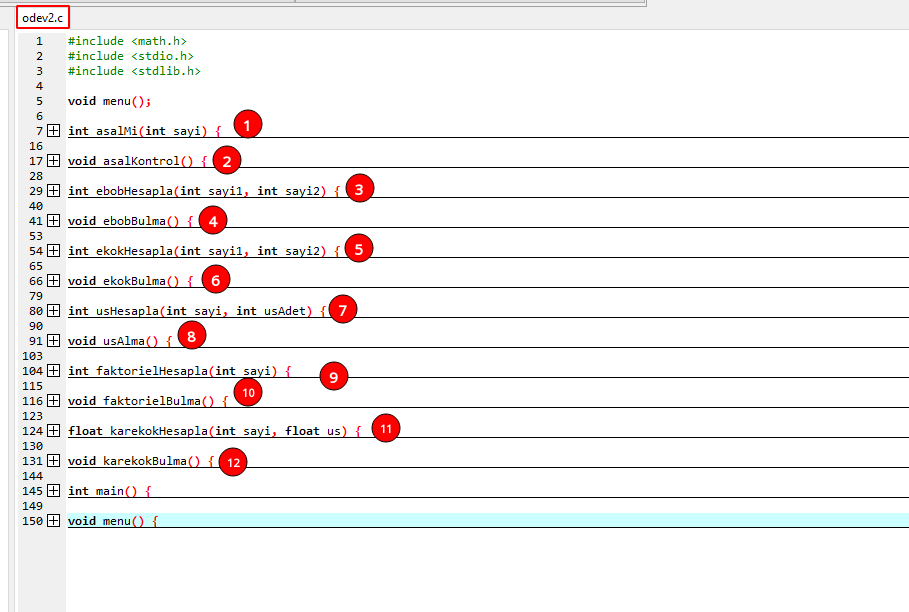 odev2.c
1 #include <math.h>
2 #include <stdio.h>
3 #include <stdlib.h>
4
5 void menu();
6
7 int asalMi(int sayi) { 1
16
17 void asalKontrol() { 2
28
29 int ebobHesapla(int sayi1, int sayi2) { 3
40
41 void ebobBulma() { 4
53
54 int ekokHesapla(int sayi1, int sayi2) { 5
65
66 void ekokBulma() { 6
79
80 int usHesapla(int sayi, int usAdet) { 7
90
91 void usAlma() { 8
103
104 int faktorielHesapla(int sayi) { 9
115
116 void faktorielBulma() { 10
123
124 float karekokHesapla(int sayi, float us) { 11
130
131 void karekokBulma() { 12
144
145 int main() {
149
150 void menu() {